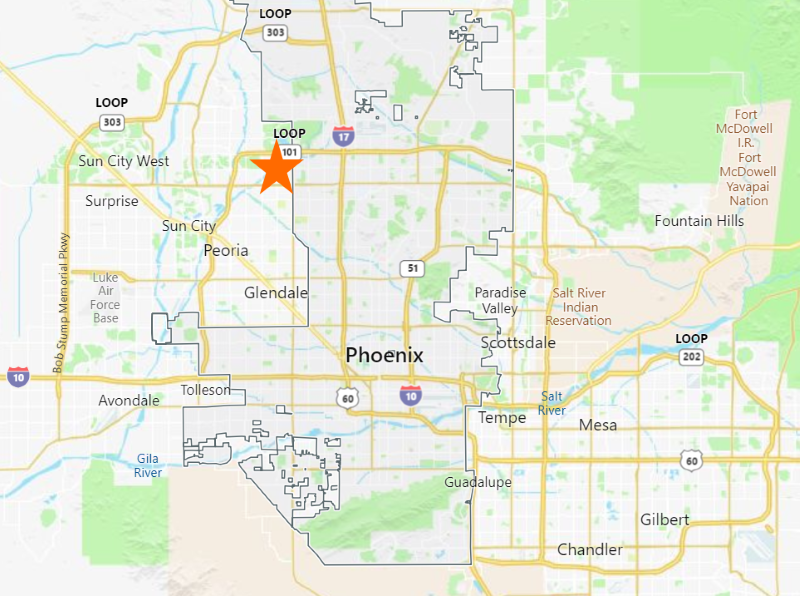 LOOP
303
LOOP
303
LOOP
101
17
Sun City West
Surprise
Sun City
Peoria
Bob Stump Memorial Pkwy
Luke
Air
Force
Base
Glendale
51
Fort
McDowell
I.R.
Fort
McDowell
Yavapai
Nation
Fountain Hills
Paradise
Valley
Salt River
Indian
Reservation
Scottsdale
LOOP
202
Phoenix
10
Tolleson
Avondale
60
10
Tempe
Salt
River
Mesa
Gila
River
60
Guadalupe
Gilbert
Chandler